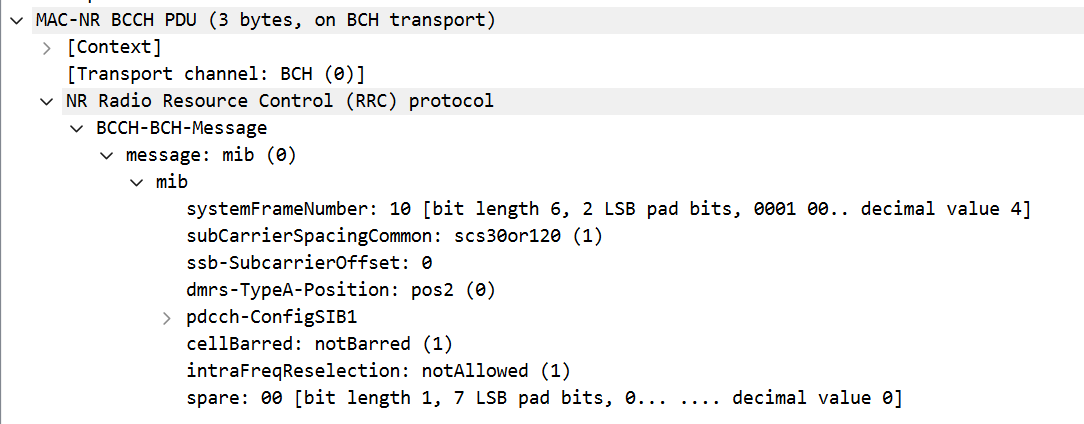 MAC-NR BCCH PDU (3 bytes, on BCH transport)
[Context]
[Transport channel: BCH (0)]
NR Radio Resource Control (RRC) protocol
BCCH-BCH-Message
message: mib (0)
mib
systemFrameNumber: 10 [bit length 6, 2 LSB pad bits, 0001 00.. decimal value 4]
subCarrierSpacingCommon: scs30or120 (1)
ssb-SubcarrierOffset: 0
dmrs-TypeA-Position: pos2 (0)
pdcch-ConfigSIB1
cellBarred: notBarred (1)
intraFreqReselection: notAllowed (1)
spare: 00 [bit length 1, 7 LSB pad bits, 0... .... decimal value 0]